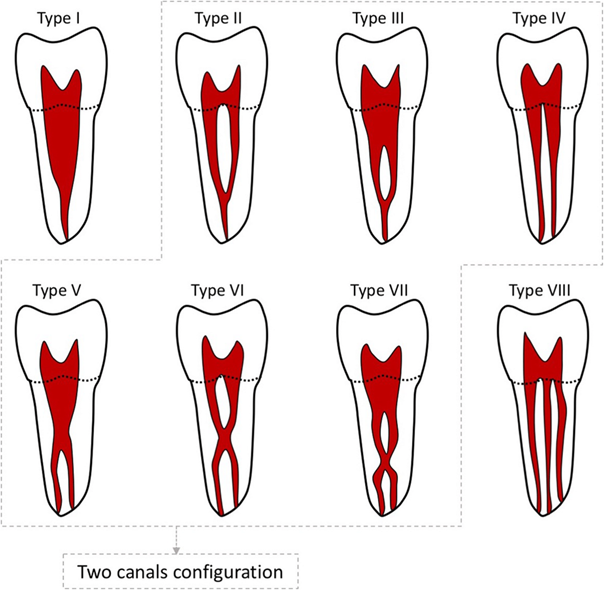 Type I
Type II
Type III
Type IV
Type V
Type VI
Type VII
Type VIII
Two canals configuration